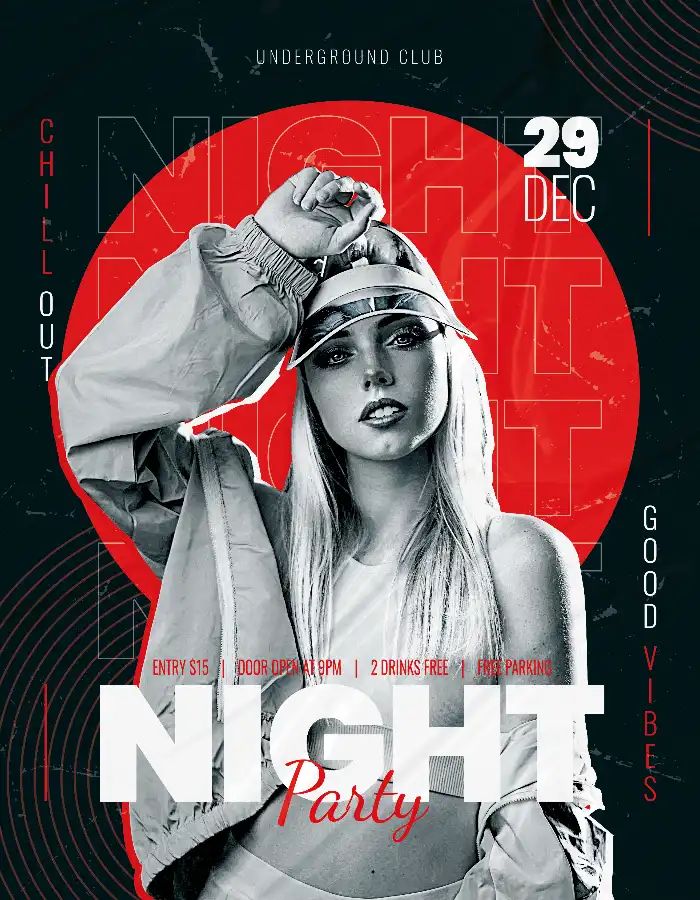 UNDERGROUND CLUB
CHILL OUT
NIGHT
29
DEC
NIGHT
NIGHT
GOOD VIBES
ENTRY $15 | DOOR OPEN AT 9PM | 2 DRINKS FREE | FREE PARKING
NIGHT
Party